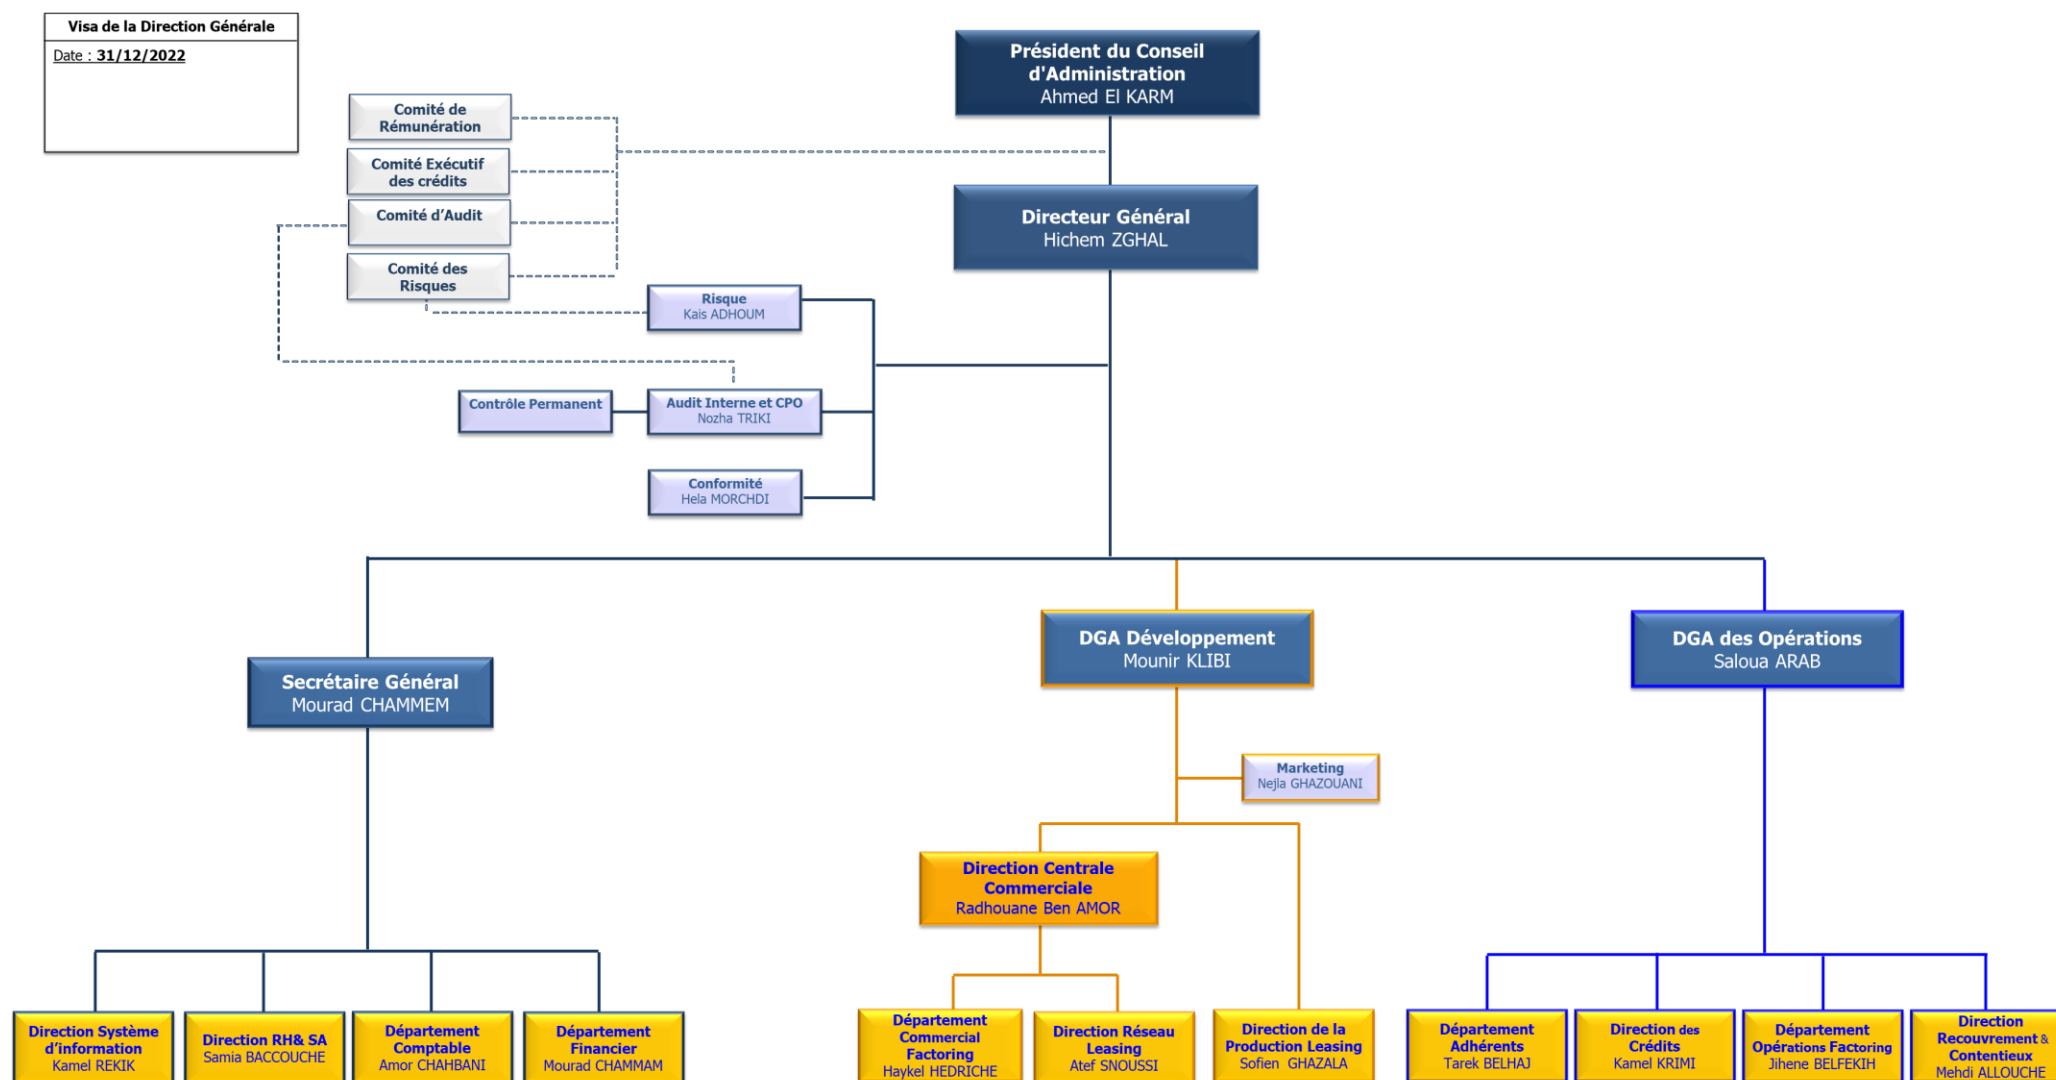 Visa de la Direction Générale
Date : 31/12/2022
Président du Conseil
d'Administration
Ahmed El KARM
Comité de
Rémunération
Comité Exécutif
des crédits
Comité d'Audit
Comité des
Risques
Directeur Général
Hichem ZGHAL
Risque
Kais ADHOUM
Contrôle Permanent
Audit Interne et CPO
Nozha TRIKI
Conformité
Hela MORCHDI
Secrétaire Général
Mourad CHAMMEM
DGA Développement
Mounir KLIBI
DGA des Opérations
Saloua ARAB
Marketing
Nejla GHAZOUANI
Direction Centrale
Commerciale
Radhouane Ben AMOR
Direction Système
d'information
Kamel REKIK
Direction RH& SA
Samia BACCOUCHE
Département
Comptable
Amor CHAHBANI
Département
Financier
Mourad CHAMMAM
Département
Commercial
Factoring
Haykel HEDRICHE
Direction Réseau
Leasing
Atef SNOUSSI
Direction de la
Production Leasing
Sofien GHAZALA
Département
Adhérents
Tarek BELHAJ
Direction des
Crédits
Kamel KRIMI
Département
Opérations Factoring
Jihene BELFEKIH
Direction
Recouvrement &
Contentieux
Mehdi ALLOUCHE